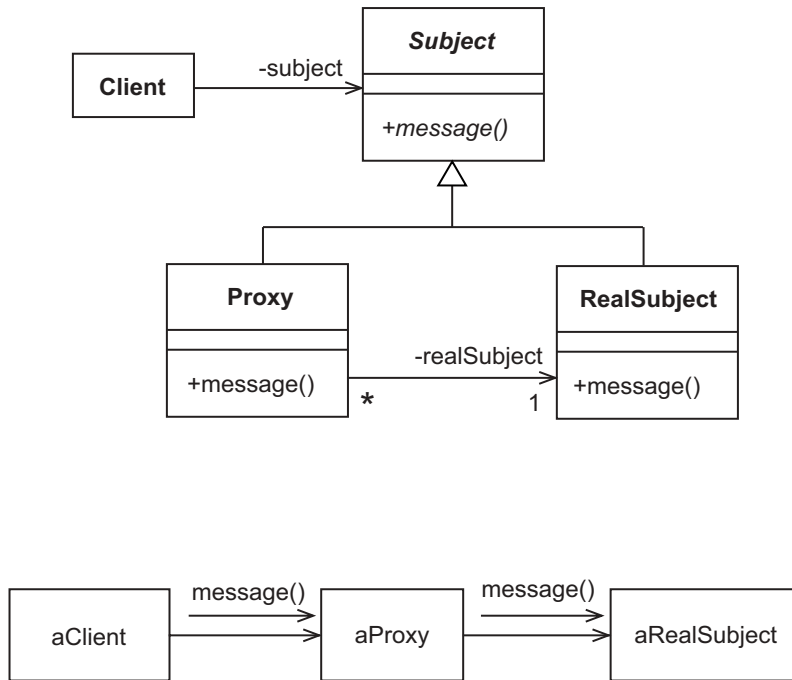 Subject
Client
-subject
+message()
Proxy
RealSubject
-realSubject
+message()
+message()
*
1
message()
message()
aClient
aProxy
aRealSubject